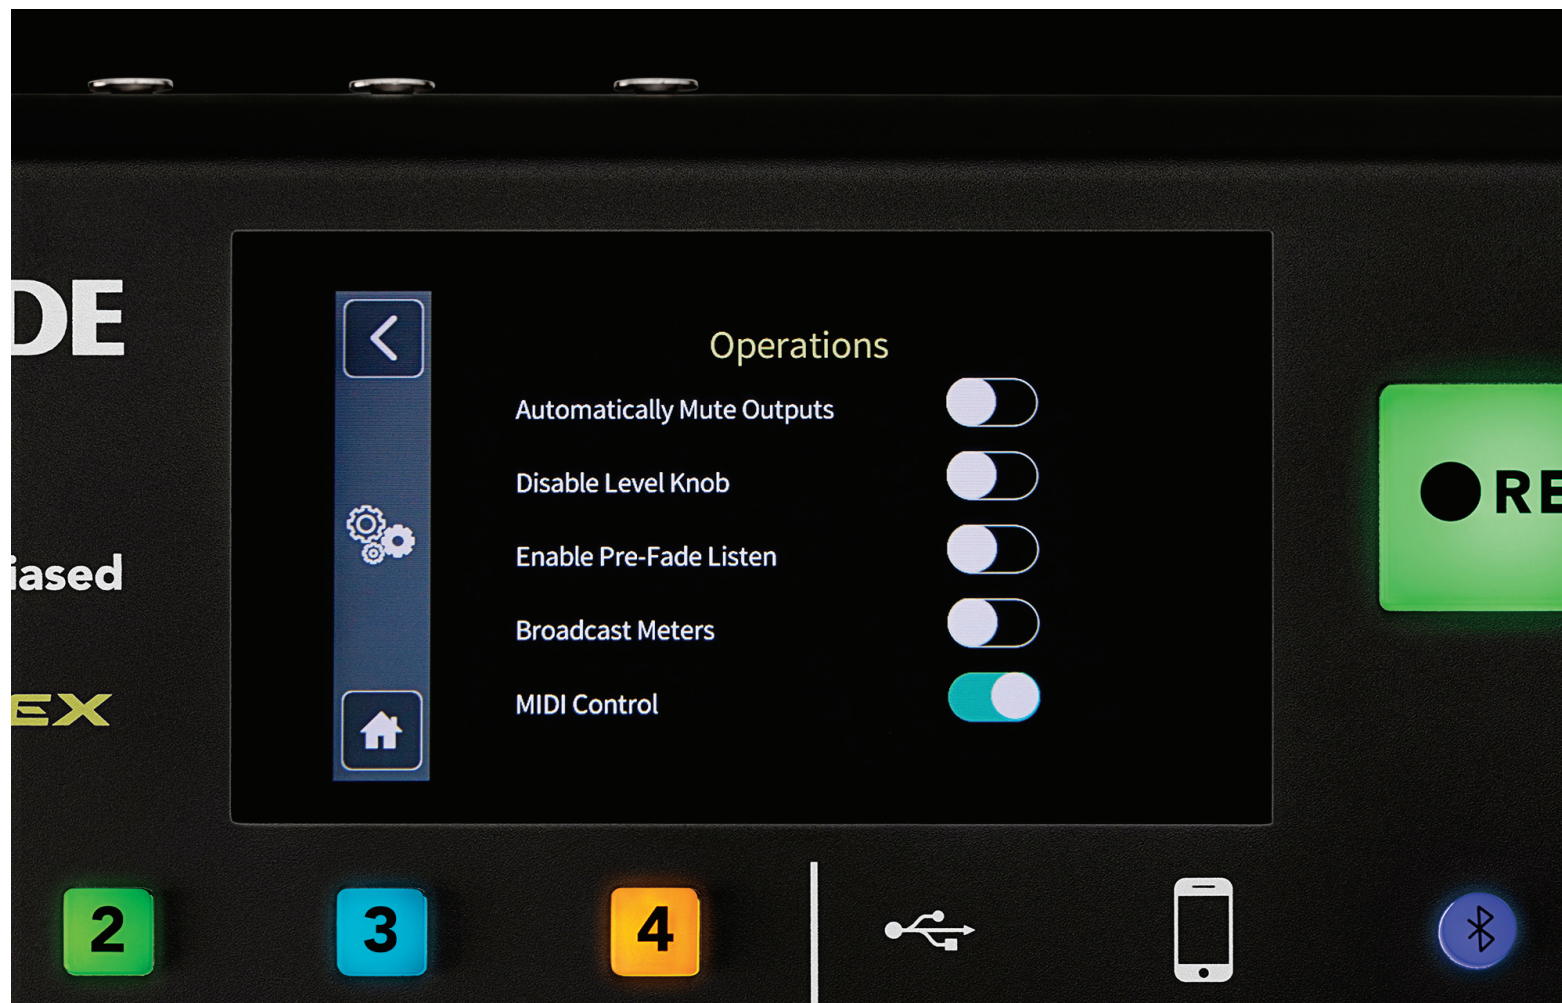 DE
Operations
Automatically Mute Outputs
Disable Level Knob
Enable Pre-Fade Listen
Broadcast Meters
MIDI Control
RE
iased
EX
2
3
4